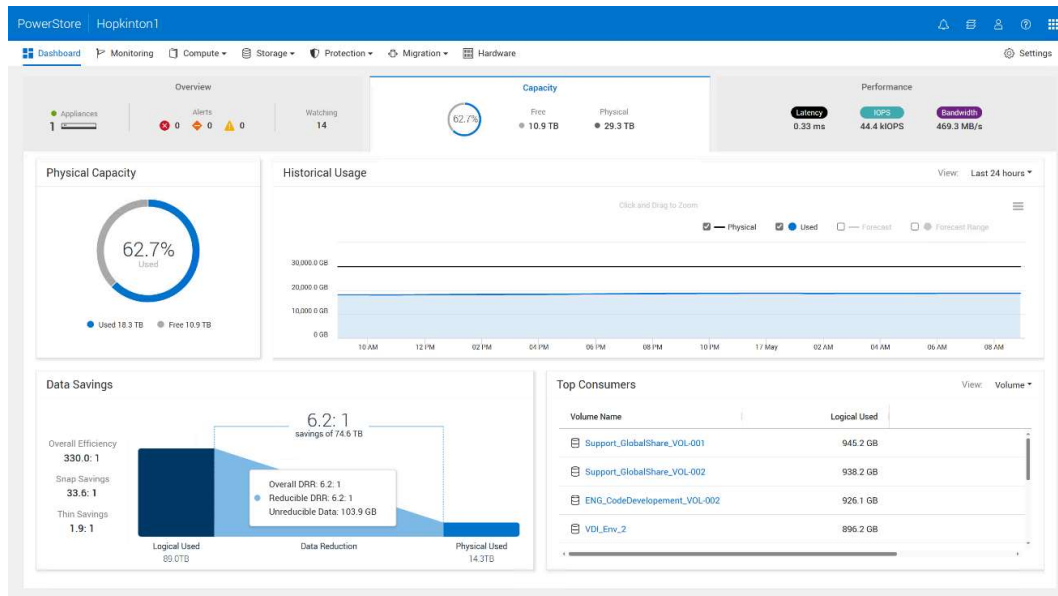 PowerStore Hopkinton1
Dashboard Monitoring Compute Storage Protection Migration Hardware Settings
Overview
Appliances Alerts Watching
1 0 0 0 14
Capacity
62.7%
Free Physical
10.9 TB 29.3 TB
Performance
Latency IOPS Bandwidth
0.33 ms 44.4 kIOPS 469.3 MB/s
Physical Capacity
62.7%
Used
Used 18.3 TB Free 10.9 TB
Historical Usage View: Last 24 hours
Click and Drag to Zoom
Physical Used Forecast Forecast Range
30,000.0 GB
20,000.0 GB
10,000.0 GB
0 GB
10 AM 12 PM 02 PM 04 PM 06 PM 08 PM 10 PM 17 May 02 AM 04 AM 06 AM 08 AM
Data Savings
6.2: 1
savings of 74.6 TB
Overall Efficiency
330.0: 1
Snap Savings
33.6: 1
Thin Savings
1.9: 1
Overall DRR: 6.2: 1
Reducible DRR: 6.2: 1
Unreducible Data: 103.9 GB
Logical Used Data Reduction Physical Used
89.0TB 14.3TB
Top Consumers View: Volume
Volume Name Logical Used
Support_GlobalShare_VOL-001 945.2 GB
Support_GlobalShare_VOL-002 938.2 GB
ENG_CodeDevelopement_VOL-002 926.1 GB
VDI_Env_2 896.2 GB